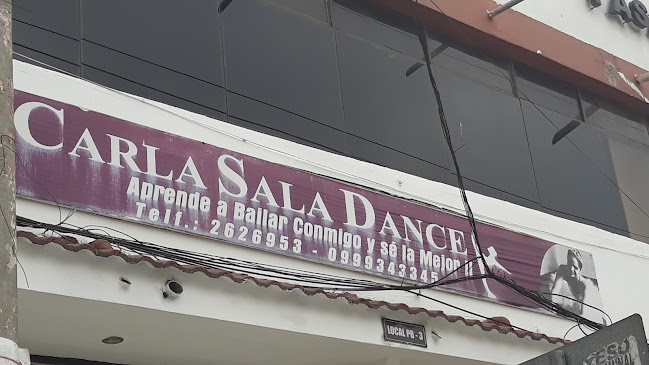 CARLA SALA DANCE
Aprende a Bailar Conmigo y sé la Mejor
Telf.: 2626953 - 0999343345
LOCAL PB - 3